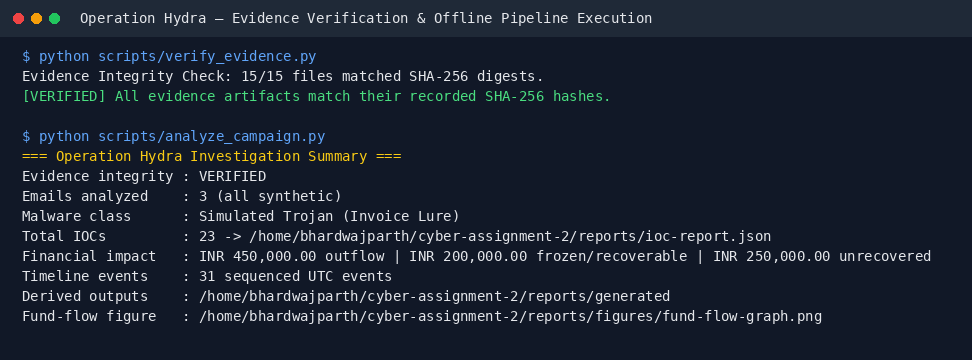 Operation Hydra — Evidence Verification & Offline Pipeline Execution
$ python scripts/verify_evidence.py
Evidence Integrity Check: 15/15 files matched SHA-256 digests.
[VERIFIED] All evidence artifacts match their recorded SHA-256 hashes.
$ python scripts/analyze_campaign.py
=== Operation Hydra Investigation Summary ===
Evidence integrity : VERIFIED
Emails analyzed    : 3 (all synthetic)
Malware class      : Simulated Trojan (Invoice Lure)
Total IOCs         : 23 -> /home/bhardwajparth/cyber-assignment-2/reports/ioc-report.json
Financial impact   : INR 450,000.00 outflow | INR 200,000.00 frozen/recoverable | INR 250,000.00 unrecovered
Timeline events    : 31 sequenced UTC events
Derived outputs    : /home/bhardwajparth/cyber-assignment-2/reports/generated
Fund-flow figure   : /home/bhardwajparth/cyber-assignment-2/reports/figures/fund-flow-graph.png